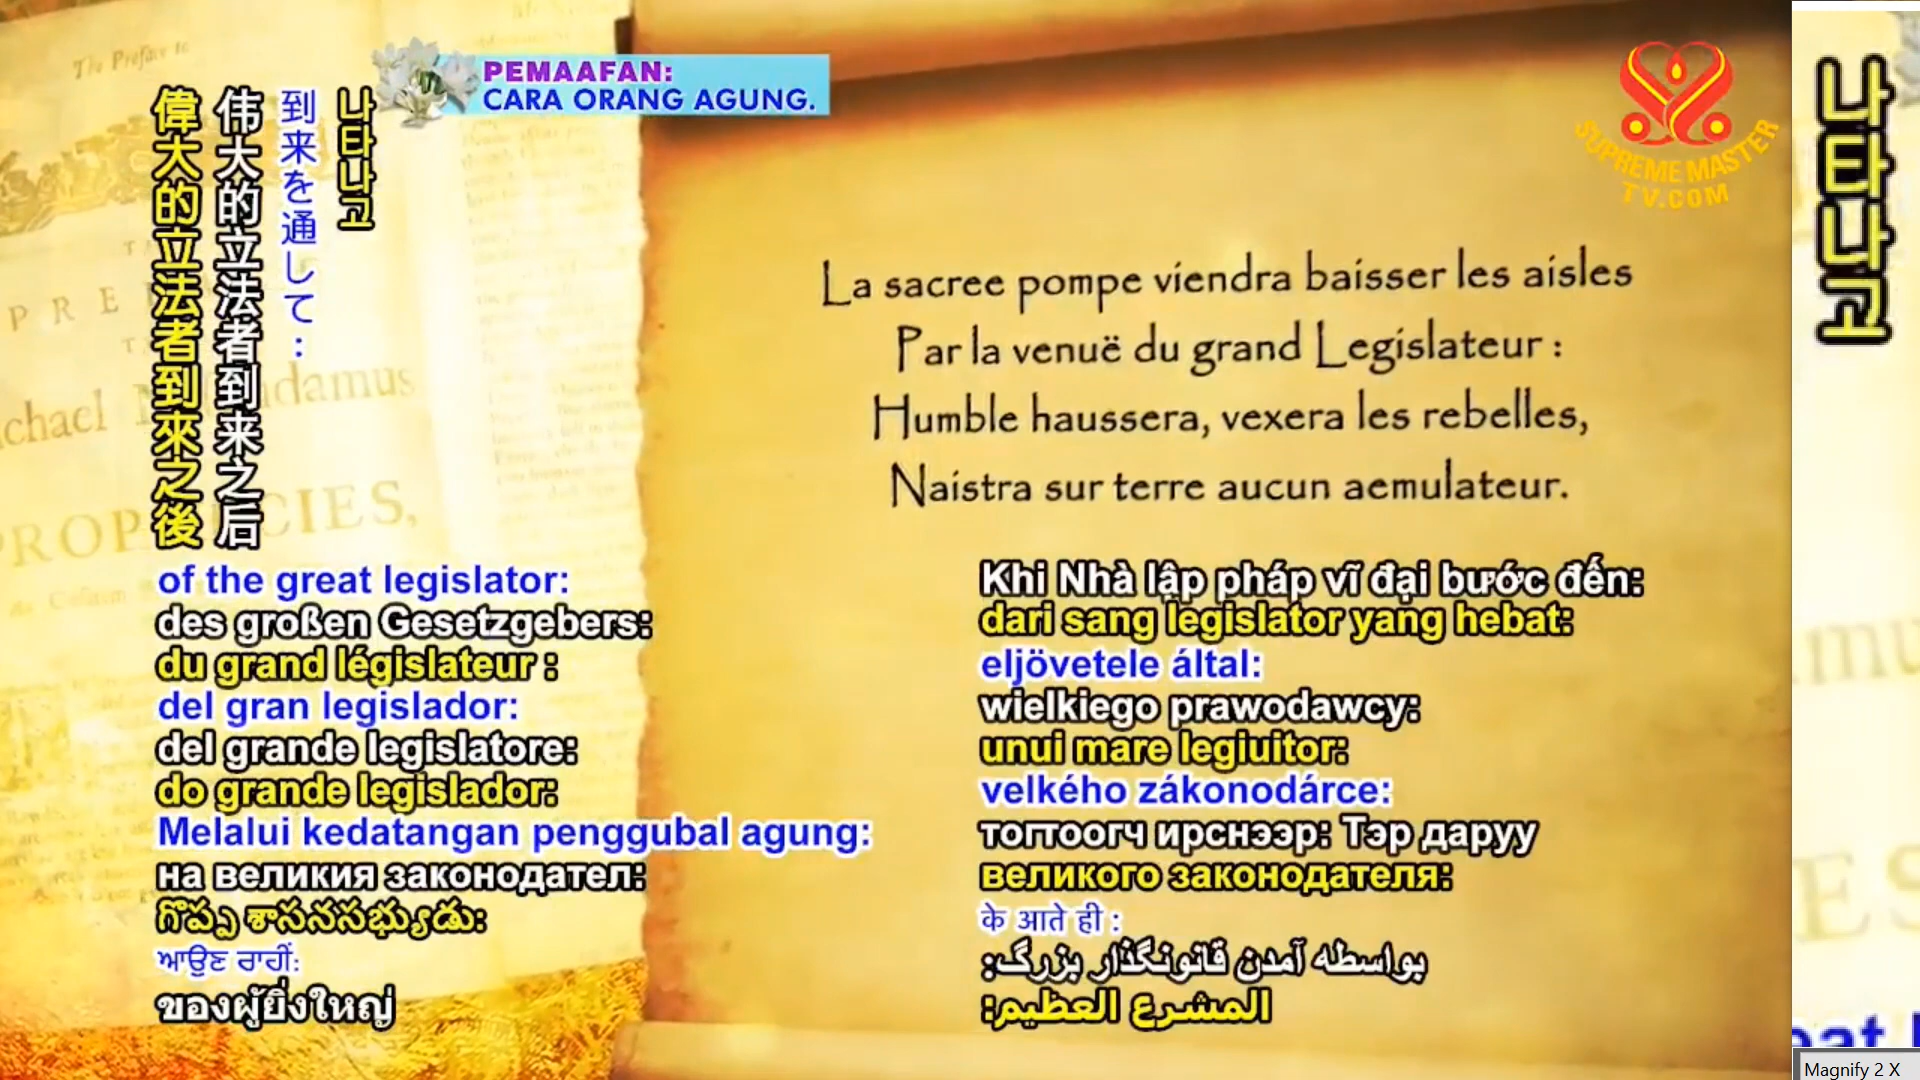 The Preface to
PEMAAFAN:
CARA ORANG AGUNG.
SUPREME MASTER
TV.COM
偉大的立法者到來之後
伟大的立法者到来之后
到来を通して：
나타나고
La sacree pompe viendra baisser les aisles
Par la venuë du grand Legislateur :
Humble haussera, vexera les rebelles,
Naistra sur terre aucun aemulateur.
of the great legislator:
des großen Gesetzgebers:
du grand législateur :
del gran legislador:
del grande legislatore:
do grande legislador:
Melalui kedatangan penggubal agung:
на великия законодател:
గొప్ప శాసనసభ్యుడు:
ਆਉਣ ਰਾਹੀਂ:
ของผู้ยิ่งใหญ่
Khi Nhà lập pháp vĩ đại bước đến:
dari sang legislator yang hebat:
eljövetele által:
wielkiego prawodawcy:
unui mare legiuitor:
velkého zákonodárce:
тогтоогч ирснээр: Тэр даруу
великого законодателя:
के आते ही :
بواسطه آمدن قانونگذار بزرگ:
المشرع العظيم:
나타나고
Magnify 2 X